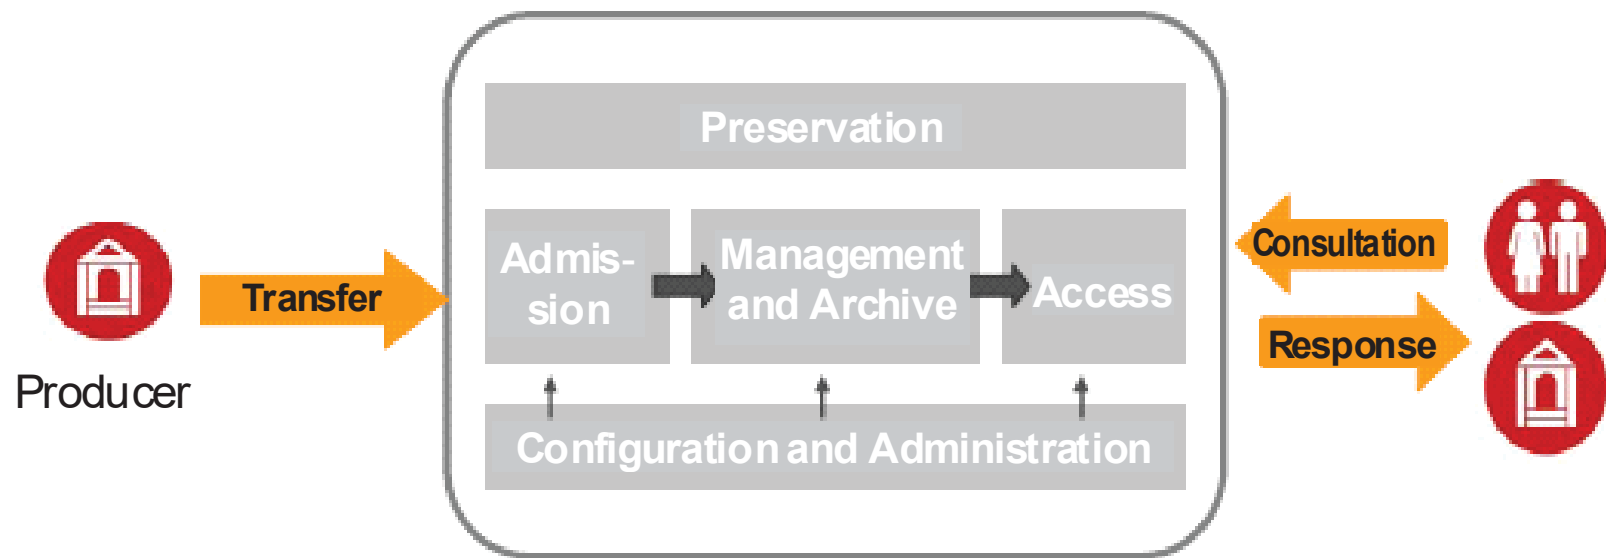 Preservation
Admis-
sion
Management
and Archive
Access
Configuration and Administration
Transfer
Producer
Consultation
Response